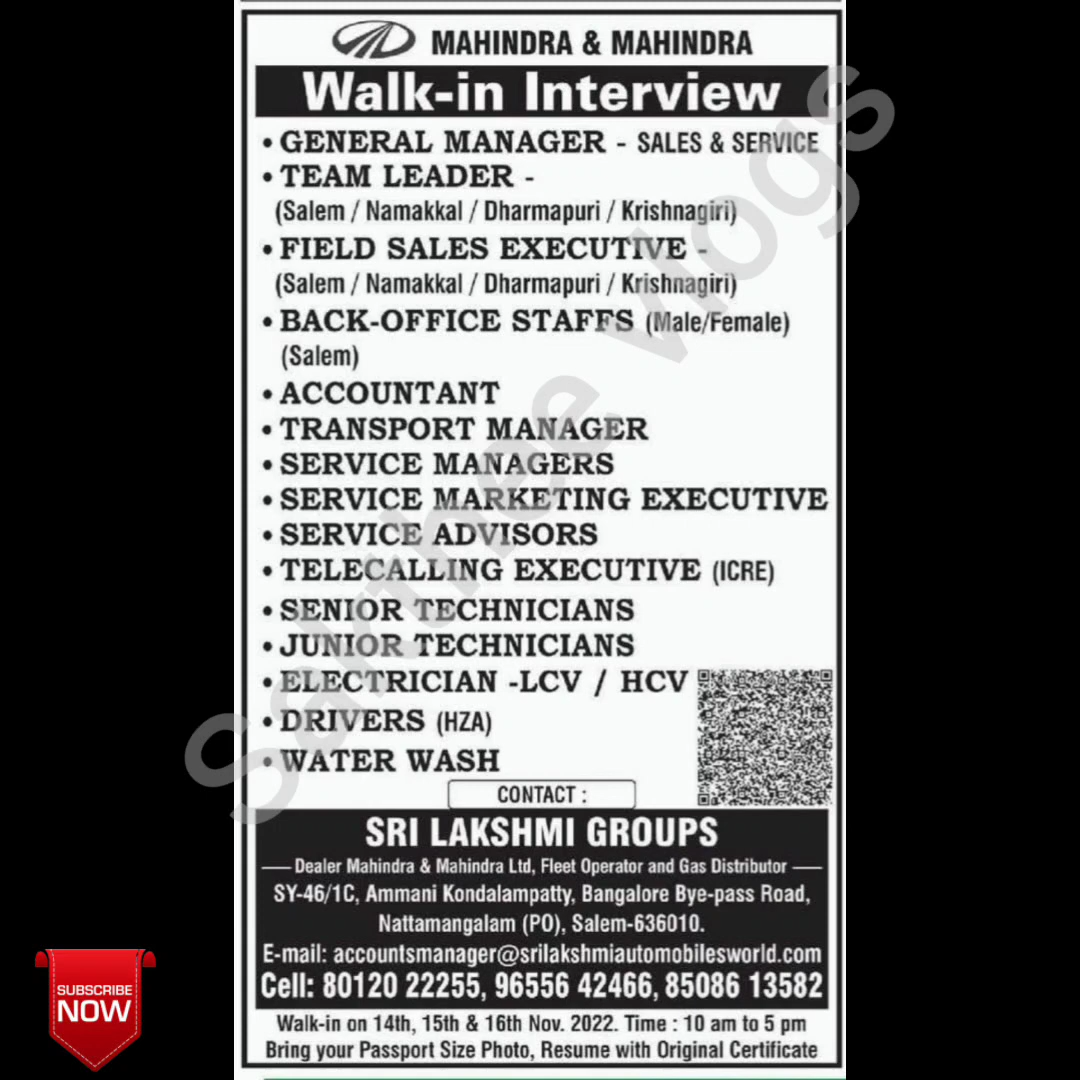 MAHINDRA & MAHINDRA
Walk-in Interview
• GENERAL MANAGER - SALES & SERVICE
• TEAM LEADER -
(Salem / Namakkal / Dharmapuri / Krishnagiri)
• FIELD SALES EXECUTIVE -
(Salem / Namakkal / Dharmapuri / Krishnagiri)
• BACK-OFFICE STAFFS (Male/Female)
(Salem)
• ACCOUNTANT
• TRANSPORT MANAGER
• SERVICE MANAGERS
• SERVICE MARKETING EXECUTIVE
• SERVICE ADVISORS
• TELECALLING EXECUTIVE (ICRE)
• SENIOR TECHNICIANS
• JUNIOR TECHNICIANS
• ELECTRICIAN -LCV / HCV
• DRIVERS (HZA)
• WATER WASH
CONTACT :
SRI LAKSHMI GROUPS
Dealer Mahindra & Mahindra Ltd, Fleet Operator and Gas Distributor
SY-46/1C, Ammani Kondalampatty, Bangalore Bye-pass Road,
Nattamangalam (PO), Salem-636010.
E-mail: accountsmanager@srilakshmiautomobilesworld.com
Cell: 80120 22255, 96556 42466, 85086 13582
Walk-in on 14th, 15th & 16th Nov. 2022. Time : 10 am to 5 pm
Bring your Passport Size Photo, Resume with Original Certificate
Sakthee vlogs
SUBSCRIBE
NOW